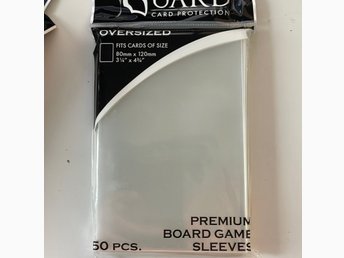 GUARD
CARD PROTECTION
OVERSIZED
FITS CARDS OF SIZE
80mm x 120mm
3⅛" x 4¾"
PREMIUM
BOARD GAME
50 PCS.
SLEEVES